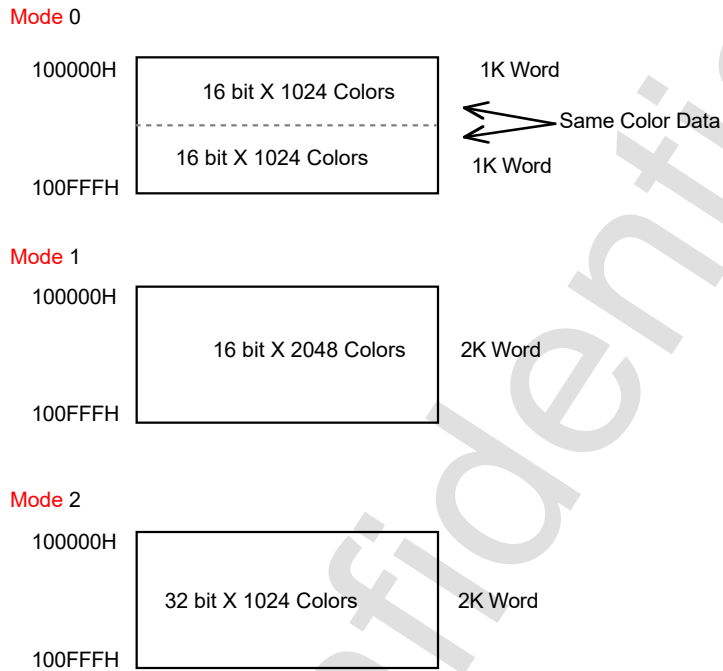 Mode 0
100000H
16 bit X 1024 Colors
1K Word
Same Color Data
16 bit X 1024 Colors
1K Word
100FFFH
Mode 1
100000H
16 bit X 2048 Colors
2K Word
100FFFH
Mode 2
100000H
32 bit X 1024 Colors
2K Word
100FFFH